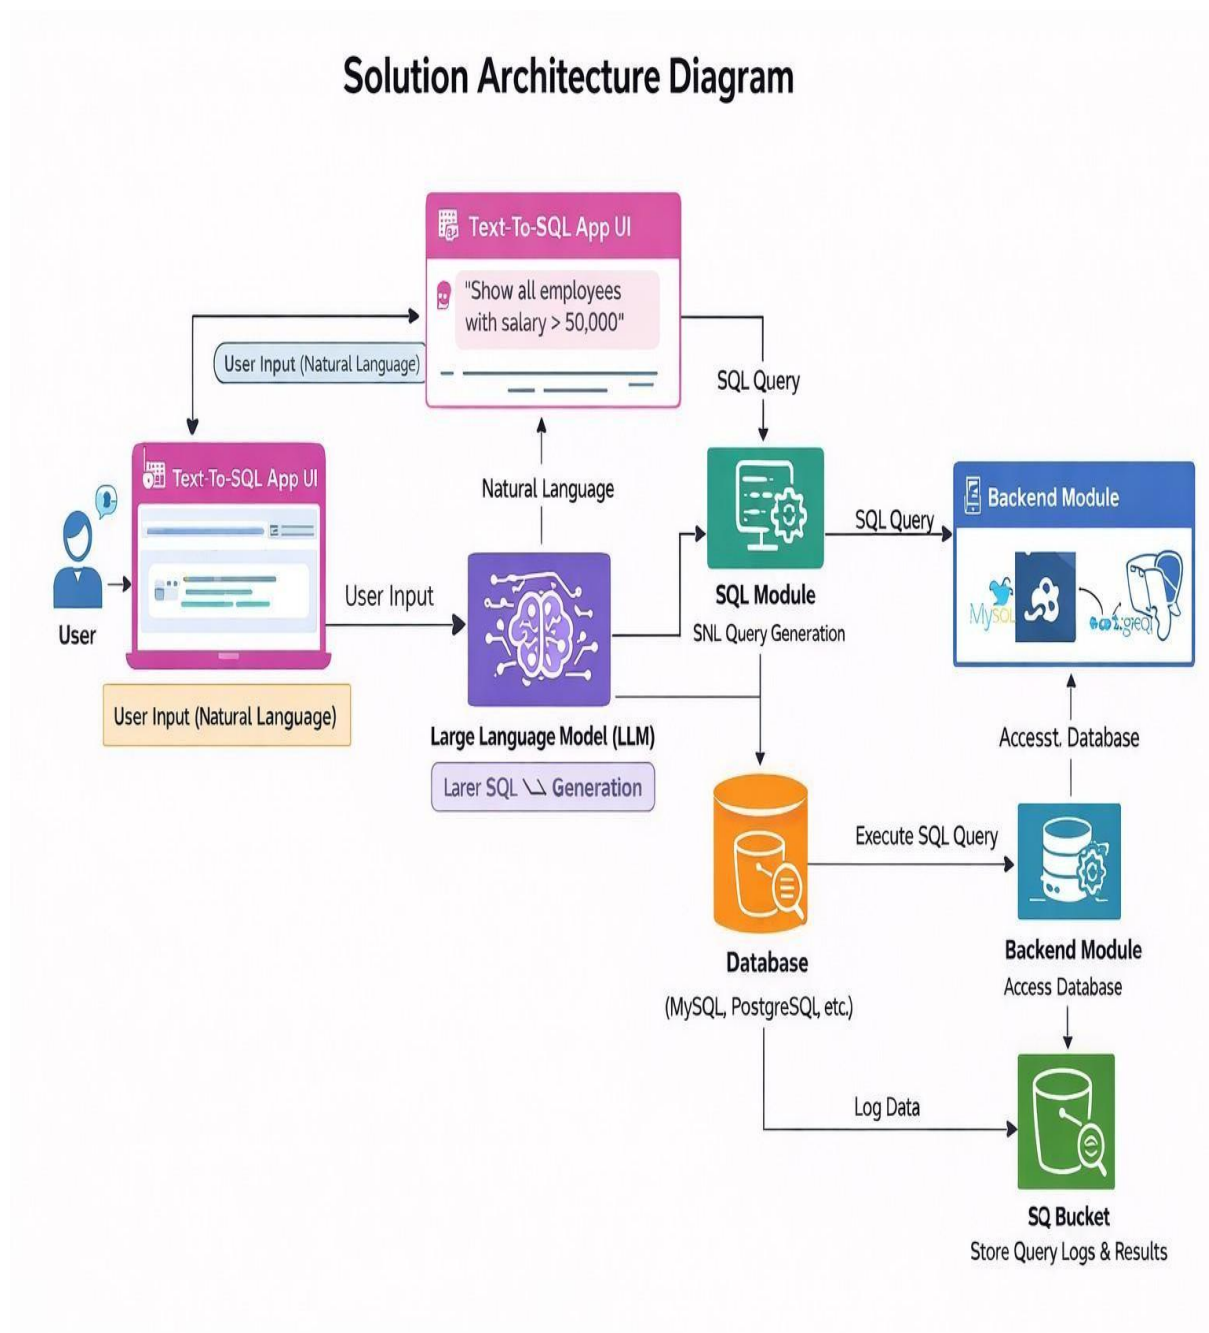 Solution Architecture Diagram
Text-To-SQL App UI
"Show all employees
with salary > 50,000"
User Input (Natural Language)
SQL Query
Text-To-SQL App UI
Natural Language
SQL Query
Backend Module
MySQL
User
User Input
SQL Module
SNL Query Generation
User Input (Natural Language)
Large Language Model (LLM)
Larer SQL Generation
Accesst. Database
Execute SQL Query
Database
(MySQL, PostgreSQL, etc.)
Backend Module
Access Database
Log Data
SQ Bucket
Store Query Logs & Results